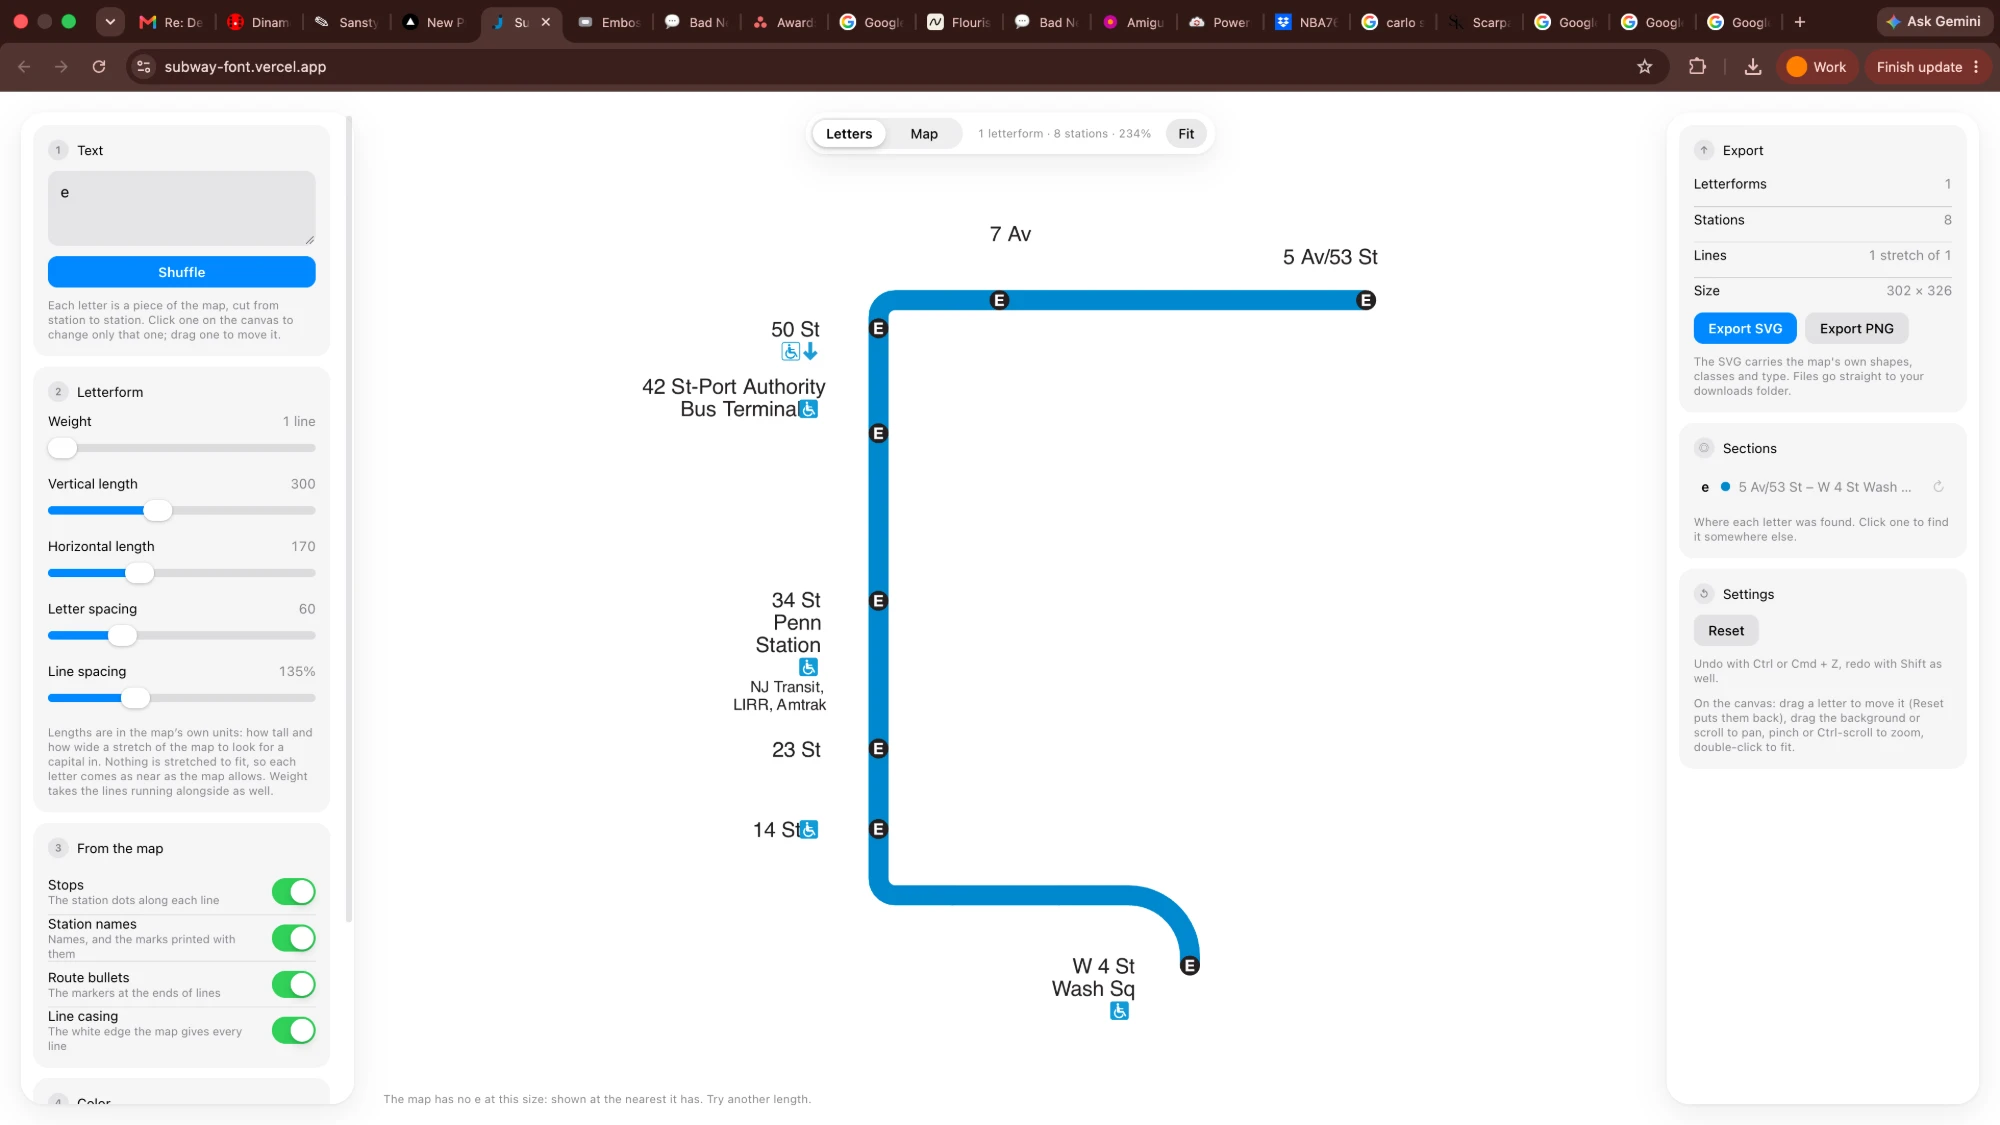 Re: De
Dinam
Sansty
New P
Su
Embos
Bad N
Award
Googl
Flouris
Bad N
Amigu
Power
NBA76
carlo s
Scarpa
Googl
Googl
Googl
Ask Gemini
subway-font.vercel.app
Work
Finish update
1 Text
e
Shuffle
Each letter is a piece of the map, cut from
station to station. Click one on the canvas to
change only that one; drag one to move it.
2 Letterform
Weight 1 line
Vertical length 300
Horizontal length 170
Letter spacing 60
Line spacing 135%
Lengths are in the map's own units: how tall and
how wide a stretch of the map to look for a
capital in. Nothing is stretched to fit, so each
letter comes as near as the map allows. Weight
takes the lines running alongside as well.
3 From the map
Stops
The station dots along each line
Station names
Names, and the marks printed with
them
Route bullets
The markers at the ends of lines
Line casing
The white edge the map gives every
line
4 Color
Letters Map 1 letterform · 8 stations · 234% Fit
7 Av
5 Av/53 St
E
E
50 St
E
42 St-Port Authority
Bus Terminal
E
34 St
Penn
Station
E
NJ Transit,
LIRR, Amtrak
23 St
E
14 St
E
W 4 St
Wash Sq
E
The map has no e at this size: shown at the nearest it has. Try another length.
Export
Letterforms 1
Stations 8
Lines 1 stretch of 1
Size 302 × 326
Export SVG Export PNG
The SVG carries the map's own shapes,
classes and type. Files go straight to your
downloads folder.
Sections
e 5 Av/53 St – W 4 St Wash ...
Where each letter was found. Click one to find
it somewhere else.
Settings
Reset
Undo with Ctrl or Cmd + Z, redo with Shift as
well.
On the canvas: drag a letter to move it (Reset
puts them back), drag the background or
scroll to pan, pinch or Ctrl-scroll to zoom,
double-click to fit.